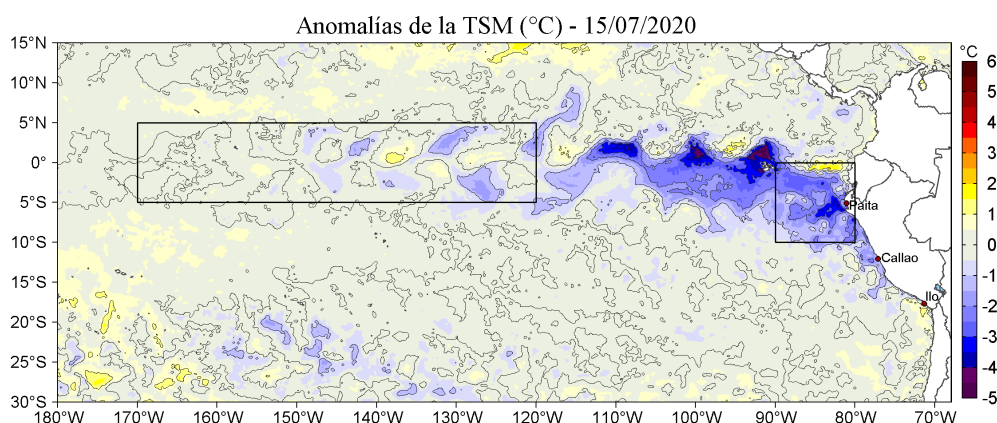 Anomalías de la TSM (°C) - 15/07/2020
15°N
10°N
5°N
0°
5°S
10°S
15°S
20°S
25°S
30°S
180°W
170°W
160°W
150°W
140°W
130°W
120°W
110°W
100°W
90°W
80°W
70°W
Paita
Callao
Ilo
°C
6
5
4
3
2
1
0
-1
-2
-3
-4
-5